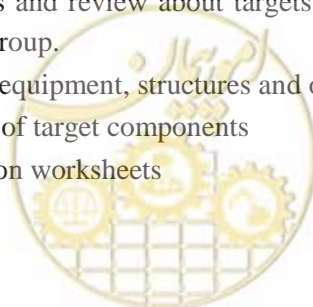 s and review about targets
roup.
equipment, structures and o
of target components
on worksheets